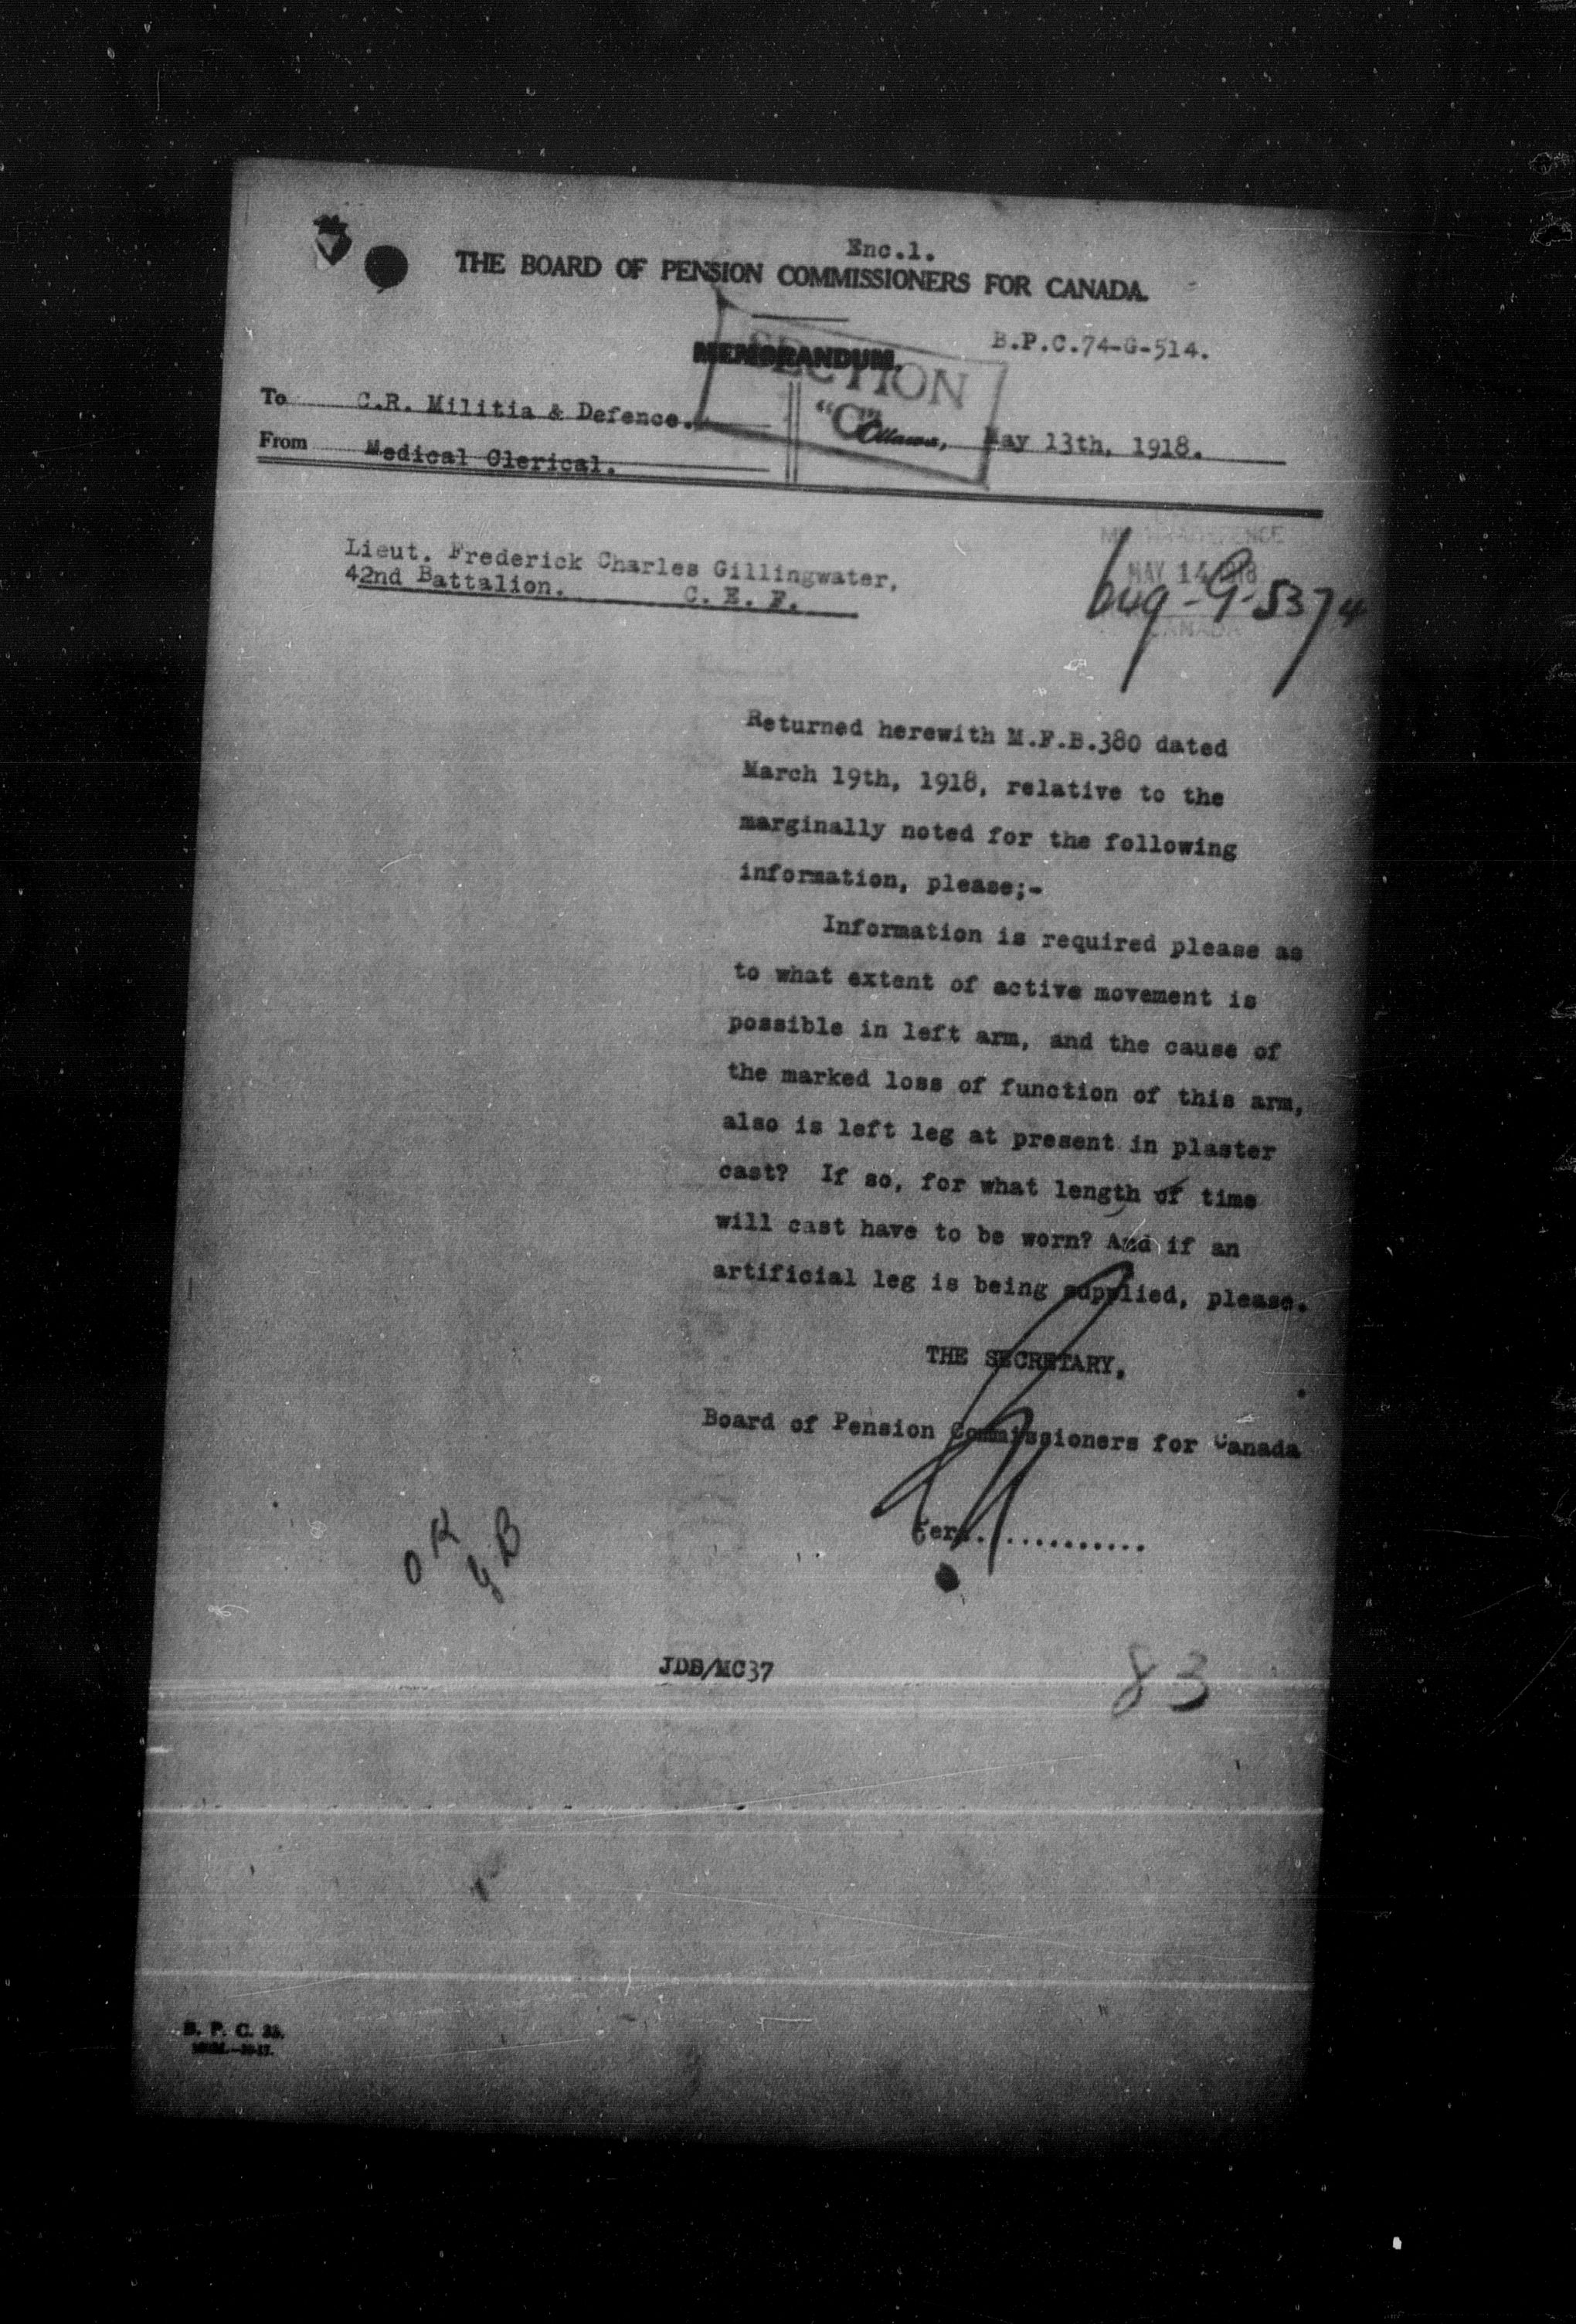 Enc.1.
THE BOARD OF PENSION COMMISSIONERS FOR CANADA.
B.P.C.74-G-514.
MEMORANDUM.
SECTION
"C"
To C.R. Militia & Defence.
Ottawa, May 13th, 1918.
From Medical Clerical.
Lieut. Frederick Charles Gillingwater,
42nd Battalion. C. E. F.
MAY 14 1918
CANADA
649-G-5374
Returned herewith M.F.B.380 dated
March 19th, 1918, relative to the
marginally noted for the following
information, please;-
Information is required please as
to what extent of active movement is
possible in left arm, and the cause of
the marked loss of function of this arm,
also is left leg at present in plaster
cast? If so, for what length of time
will cast have to be worn? And if an
artificial leg is being supplied, please.
THE SECRETARY,
Board of Pension Commissioners for Canada
Per.............
OK
JDB/MC37
83
B. P. C. 33.